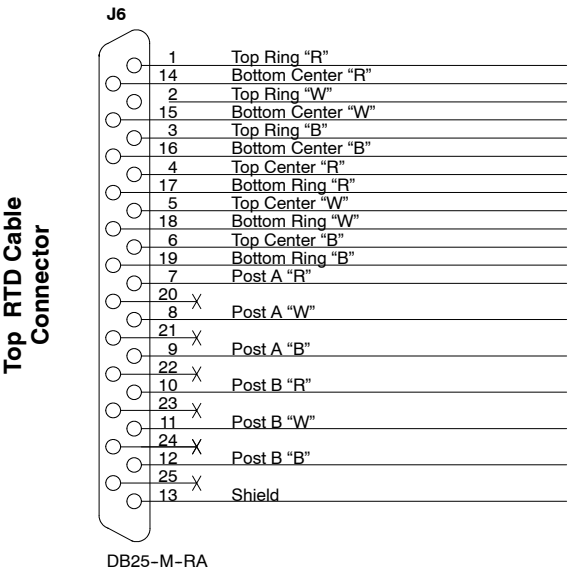 J6
Top RTD Cable
Connector
1 Top Ring “R”
14 Bottom Center “R”
2 Top Ring “W”
15 Bottom Center “W”
3 Top Ring “B”
16 Bottom Center “B”
4 Top Center “R”
17 Bottom Ring “R”
5 Top Center “W”
18 Bottom Ring “W”
6 Top Center “B”
19 Bottom Ring “B”
7 Post A “R”
20
8 Post A “W”
21
9 Post A “B”
22
10 Post B “R”
23
11 Post B “W”
24
12 Post B “B”
25
13 Shield
DB25-M-RA